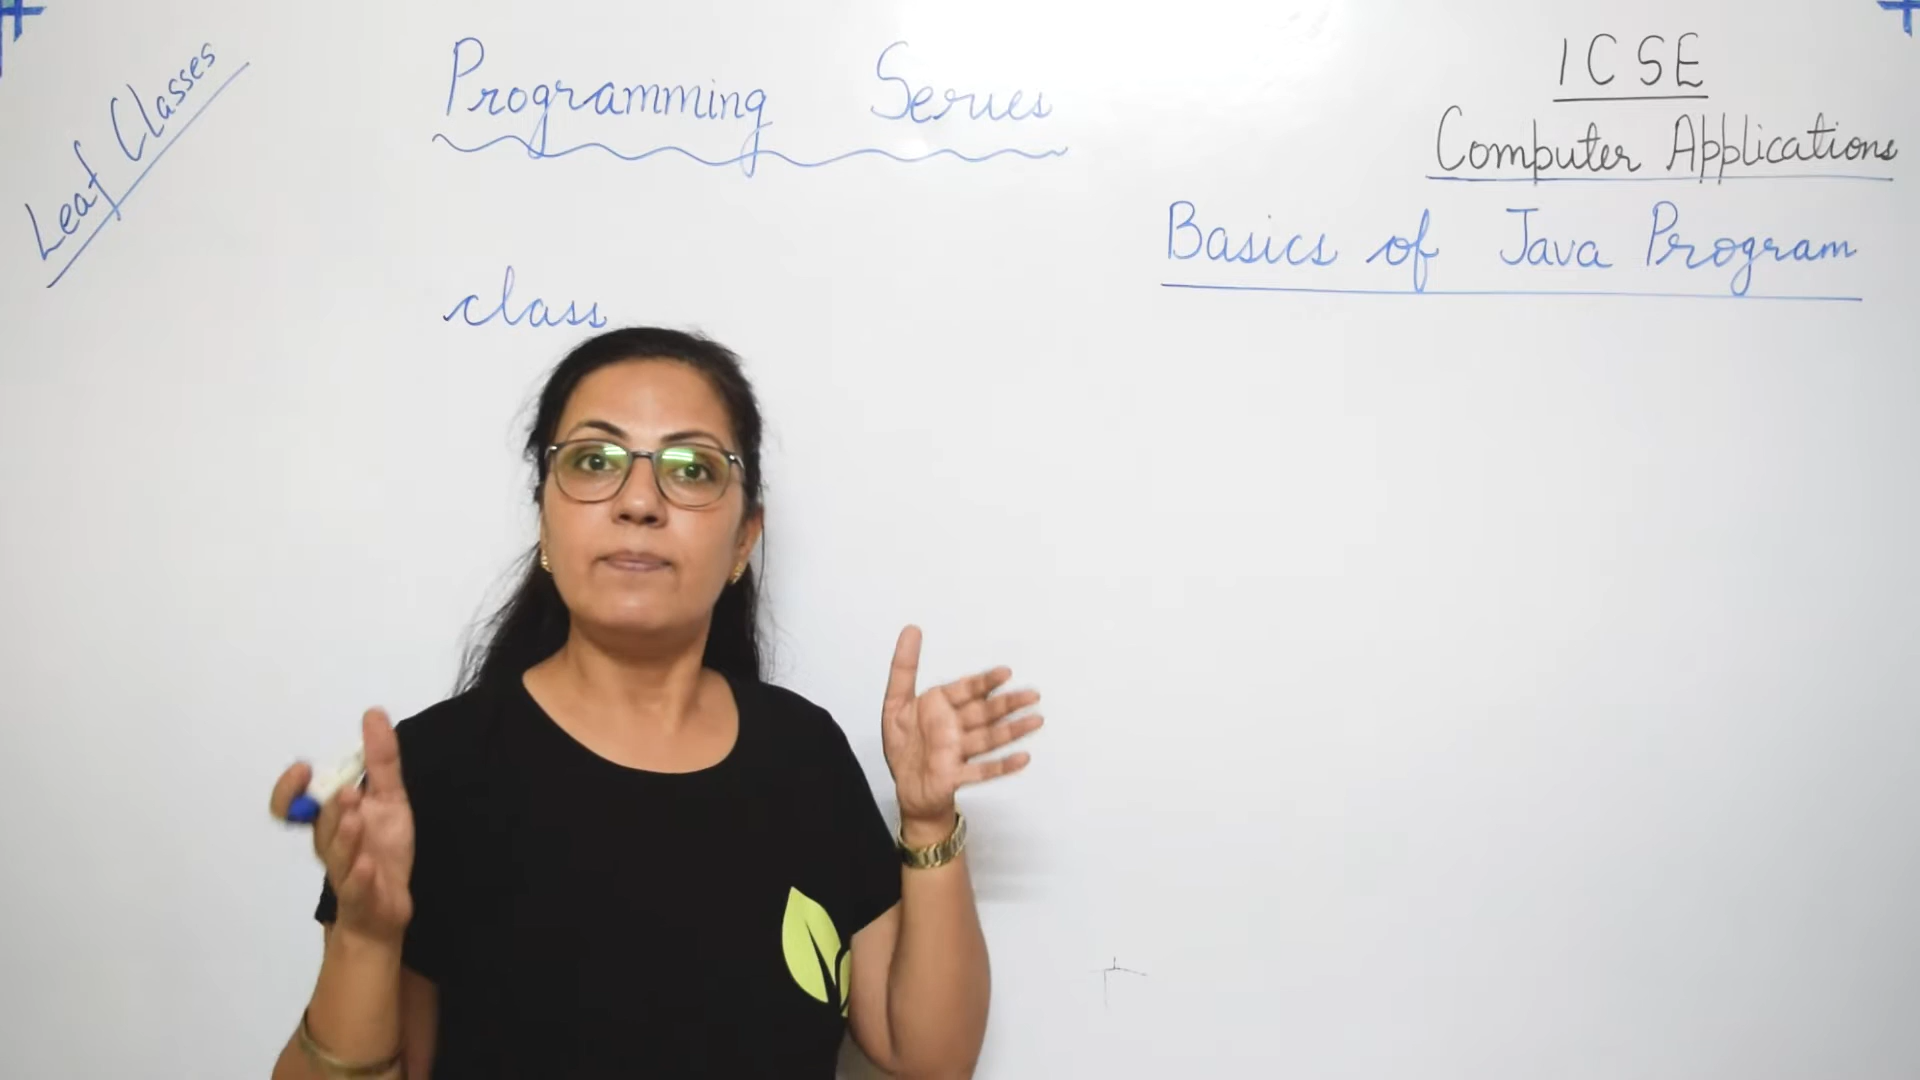 Leaf Classes
Programming Series
ICSE
Computer Applications
Basics of Java Program
class